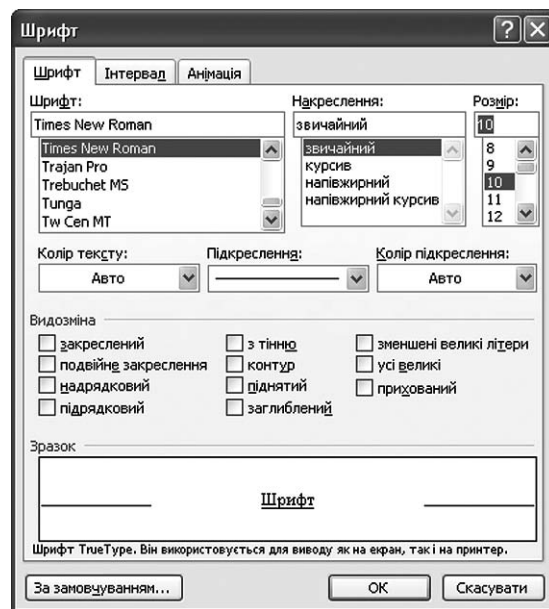 Шрифт
Шрифт Інтервал Анімація
Шрифт: Накреслення: Розмір:
Times New Roman звичайний 10
Times New Roman звичайний 8
Trajan Pro курсив 9
Trebuchet MS напівжирний 10
Tunga напівжирний курсив 11
Tw Cen MT 12
Колір тексту: Підкреслення: Колір підкреслення:
Авто Авто
Видозміна
закреслений з тінню зменшені великі літери
подвійне закреслення контур усі великі
надрядковий піднятий прихований
підрядковий заглиблений
Зразок
Шрифт
Шрифт TrueType. Він використовується для виводу як на екран, так і на принтер.
За замовчуванням... ОК Скасувати